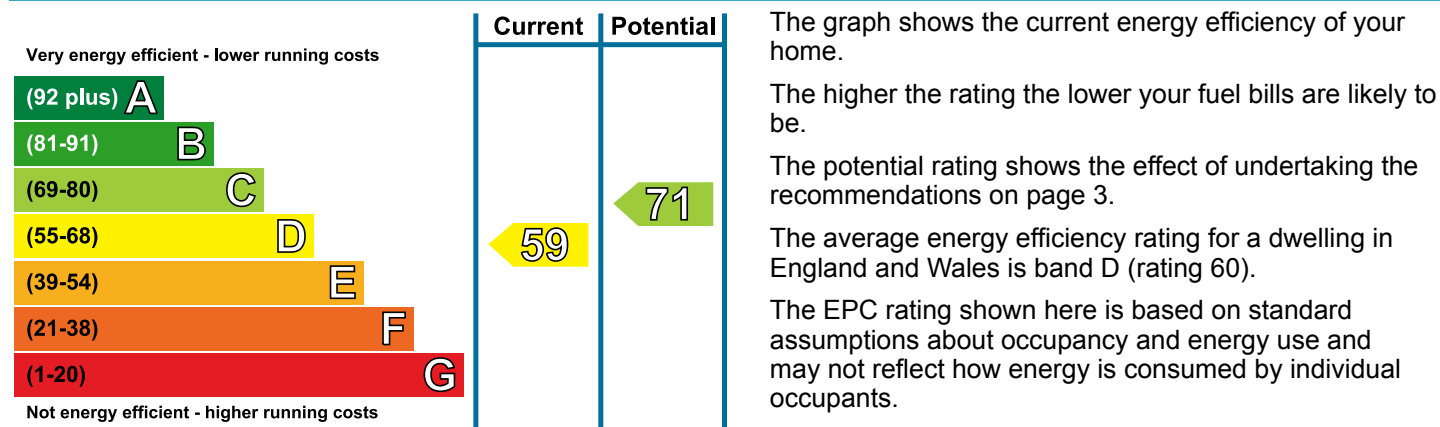 Current Potential
Very energy efficient - lower running costs
(92 plus) A
(81-91) B
(69-80) C
(55-68) D
(39-54) E
(21-38) F
(1-20) G
Not energy efficient - higher running costs
59
71
The graph shows the current energy efficiency of your
home.
The higher the rating the lower your fuel bills are likely to
be.
The potential rating shows the effect of undertaking the
recommendations on page 3.
The average energy efficiency rating for a dwelling in
England and Wales is band D (rating 60).
The EPC rating shown here is based on standard
assumptions about occupancy and energy use and
may not reflect how energy is consumed by individual
occupants.